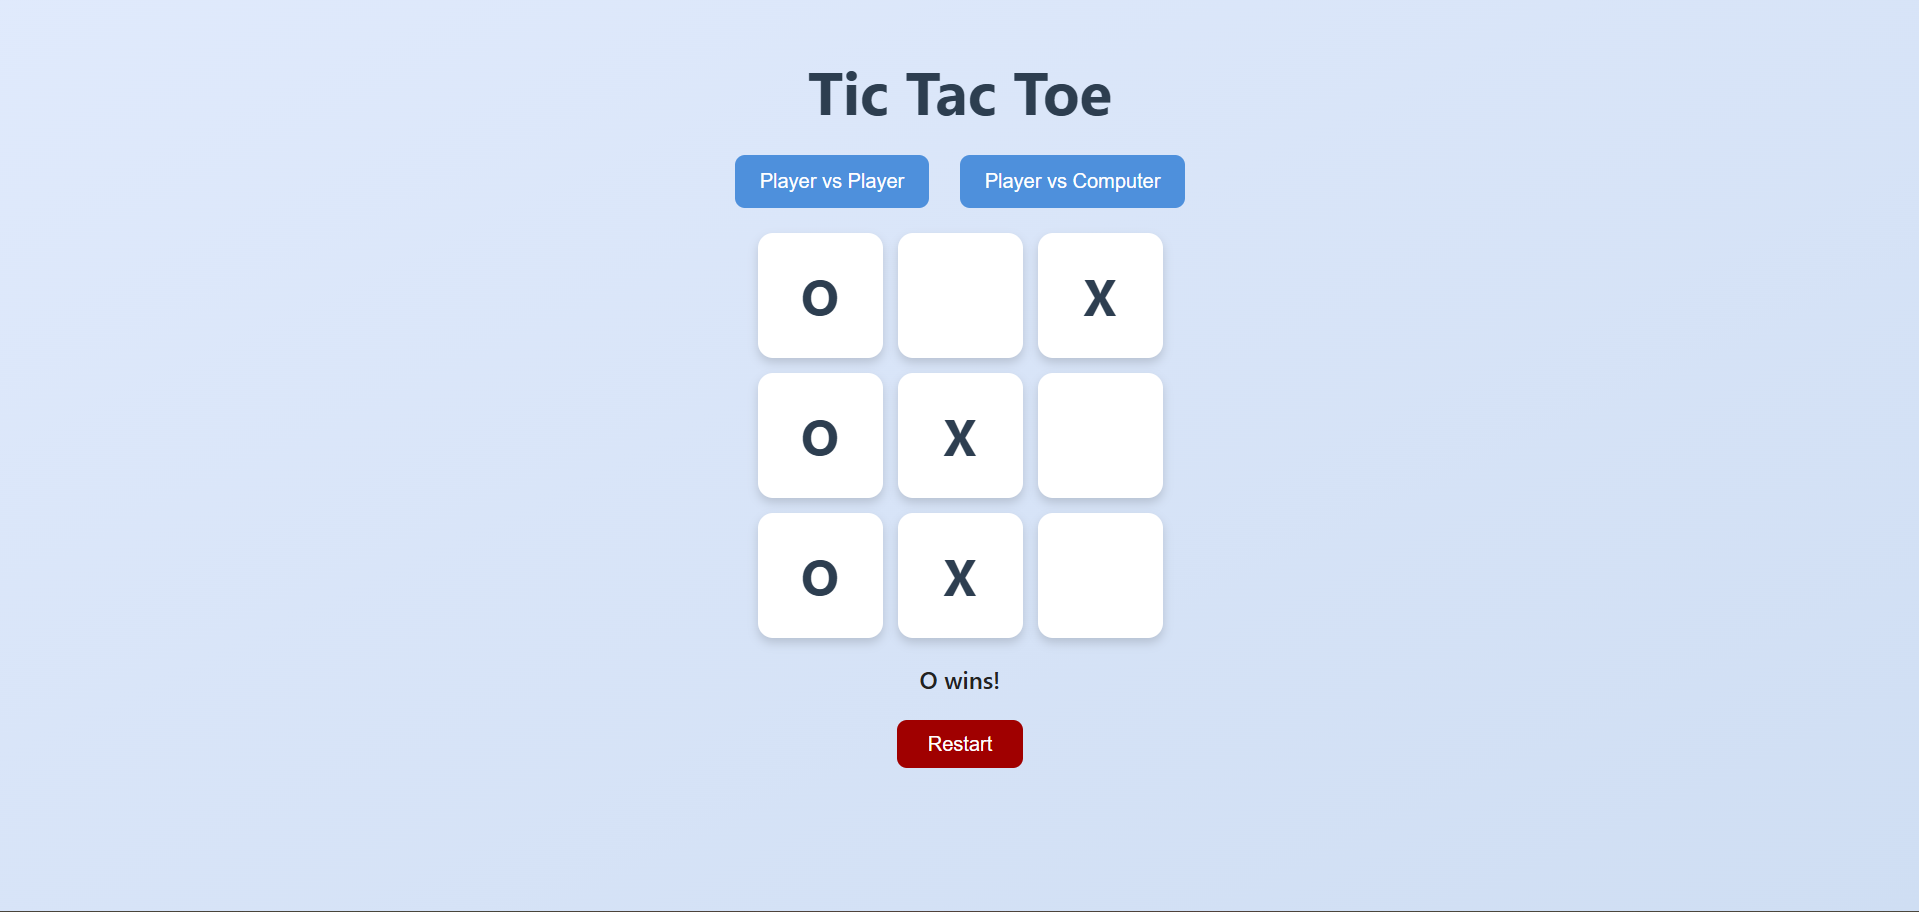 Tic Tac Toe
Player vs Player Player vs Computer
O X
O X
O X
O wins!
Restart